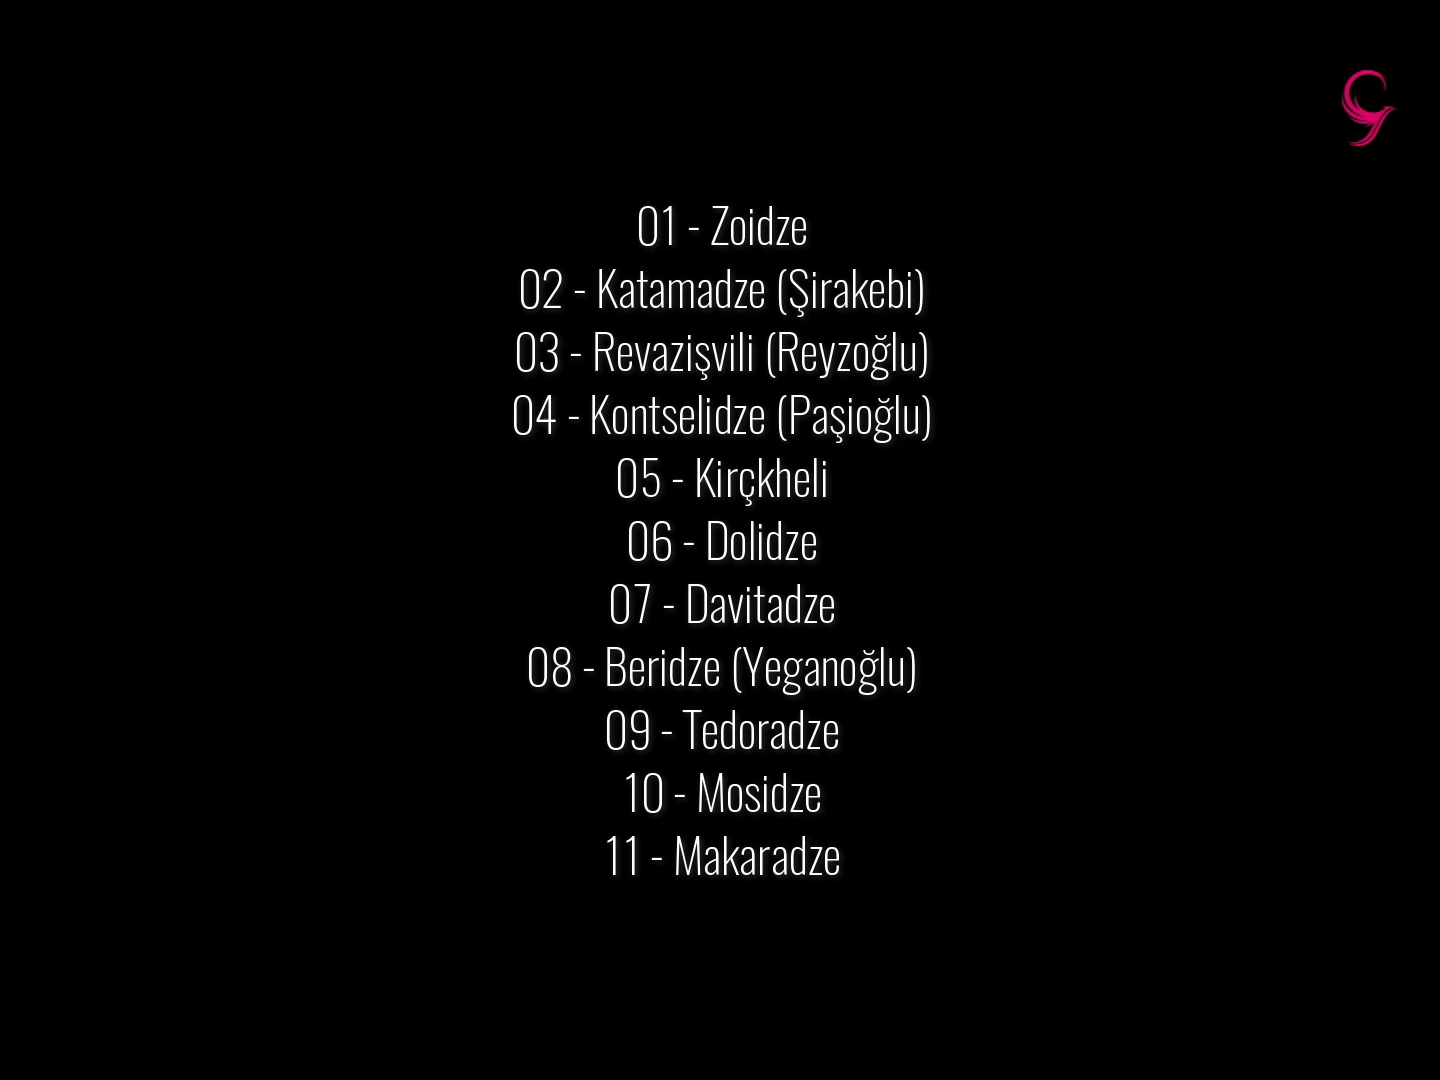 01 - Zoidze
02 - Katamadze (Şirakebi)
03 - Revazişvili (Reyzoğlu)
04 - Kontselidze (Paşioğlu)
05 - Kirçkheli
06 - Dolidze
07 - Davitadze
08 - Beridze (Yeganoğlu)
09 - Tedoradze
10 - Mosidze
11 - Makaradze